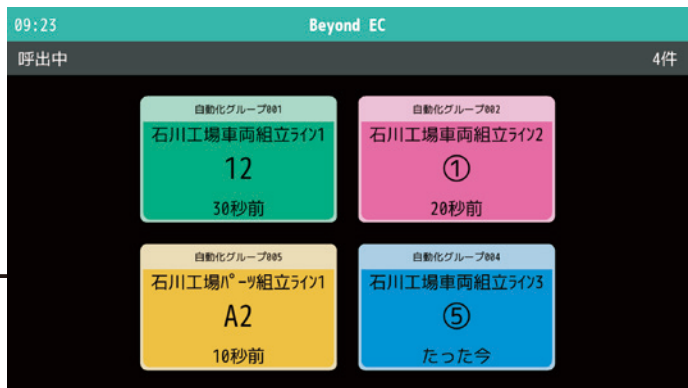 09:23
Beyond EC
呼出中
4件
自動化グループ001
石川工場車両組立ﾗｲﾝ1
12
30秒前
自動化グループ002
石川工場車両組立ﾗｲﾝ2
①
20秒前
自動化グループ005
石川工場ﾊﾟｰﾂ組立ﾗｲﾝ1
A2
10秒前
自動化グループ004
石川工場車両組立ﾗｲﾝ3
⑤
たった今